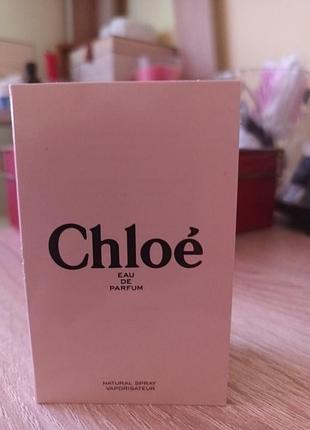 Chloé
EAU
DE
PARFUM
NATURAL SPRAY
VAPORISATEUR